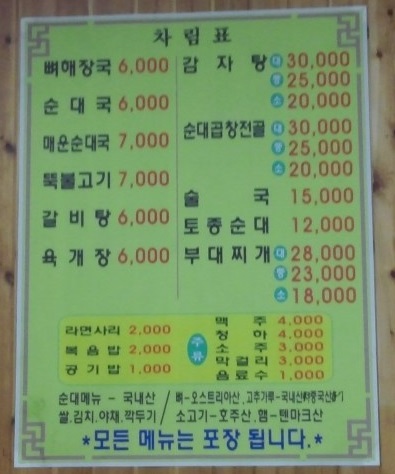 차림표
뼈해장국 6,000
순대국 6,000
매운순대국 7,000
뚝불고기 7,000
갈비탕 6,000
육개장 6,000
감자탕 대 30,000
중 25,000
소 20,000
순대곱창전골 대 30,000
중 25,000
소 20,000
술국 15,000
토종순대 12,000
부대찌개 대 28,000
중 23,000
소 18,000
라면사리 2,000
볶음밥 2,000
공기밥 1,000
주류
맥주 4,000
청하 4,000
소주 3,000
막걸리 3,000
음료수 1,000
순대메뉴 - 국내산
쌀.김치.야채.깍두기
뼈-오스트리아산.고추가루-국내산
소고기-호주산.햄-텐마크산
*모든 메뉴는 포장 됩니다.*